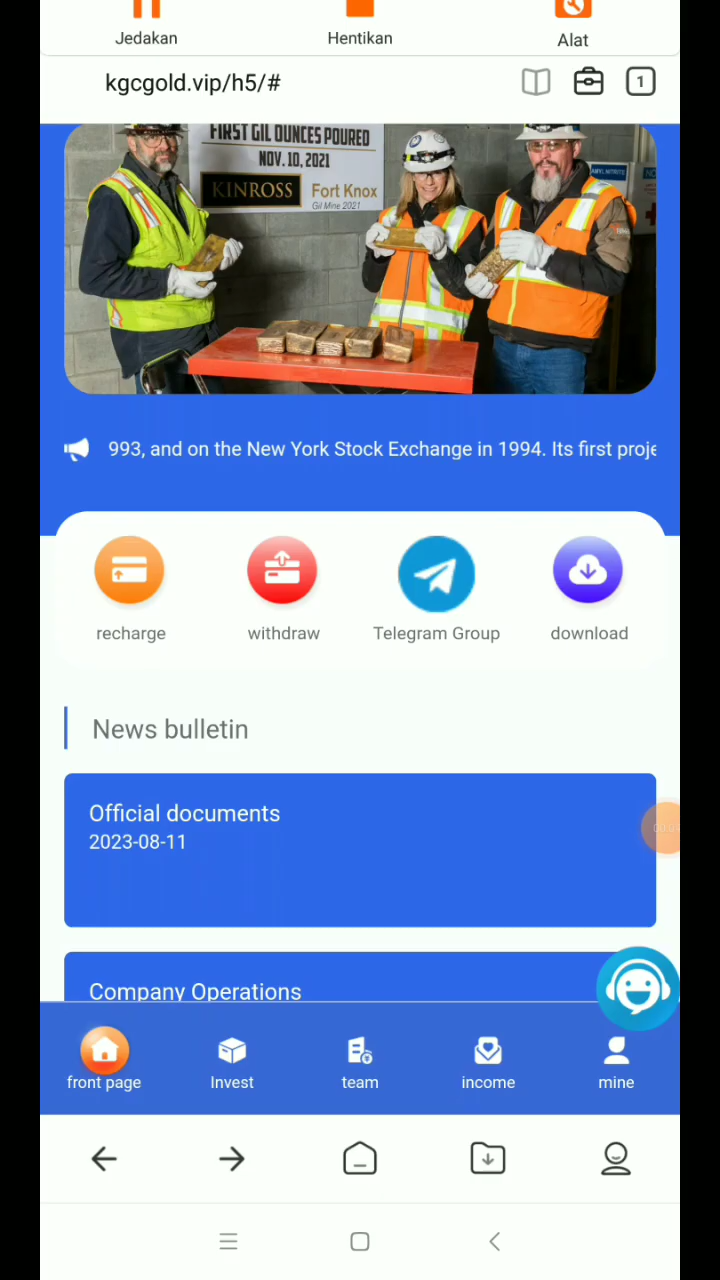 Jedakan
Hentikan
Alat
kgcgold.vip/h5/#
1
FIRST GIL OUNCES POURED
NOV. 10, 2021
KINROSS
Fort Knox
Gil Mine 2021
AMYL NITRITE
993, and on the New York Stock Exchange in 1994. Its first proje
recharge
withdraw
Telegram Group
download
News bulletin
Official documents
2023-08-11
Company Operations
front page
Invest
team
income
mine